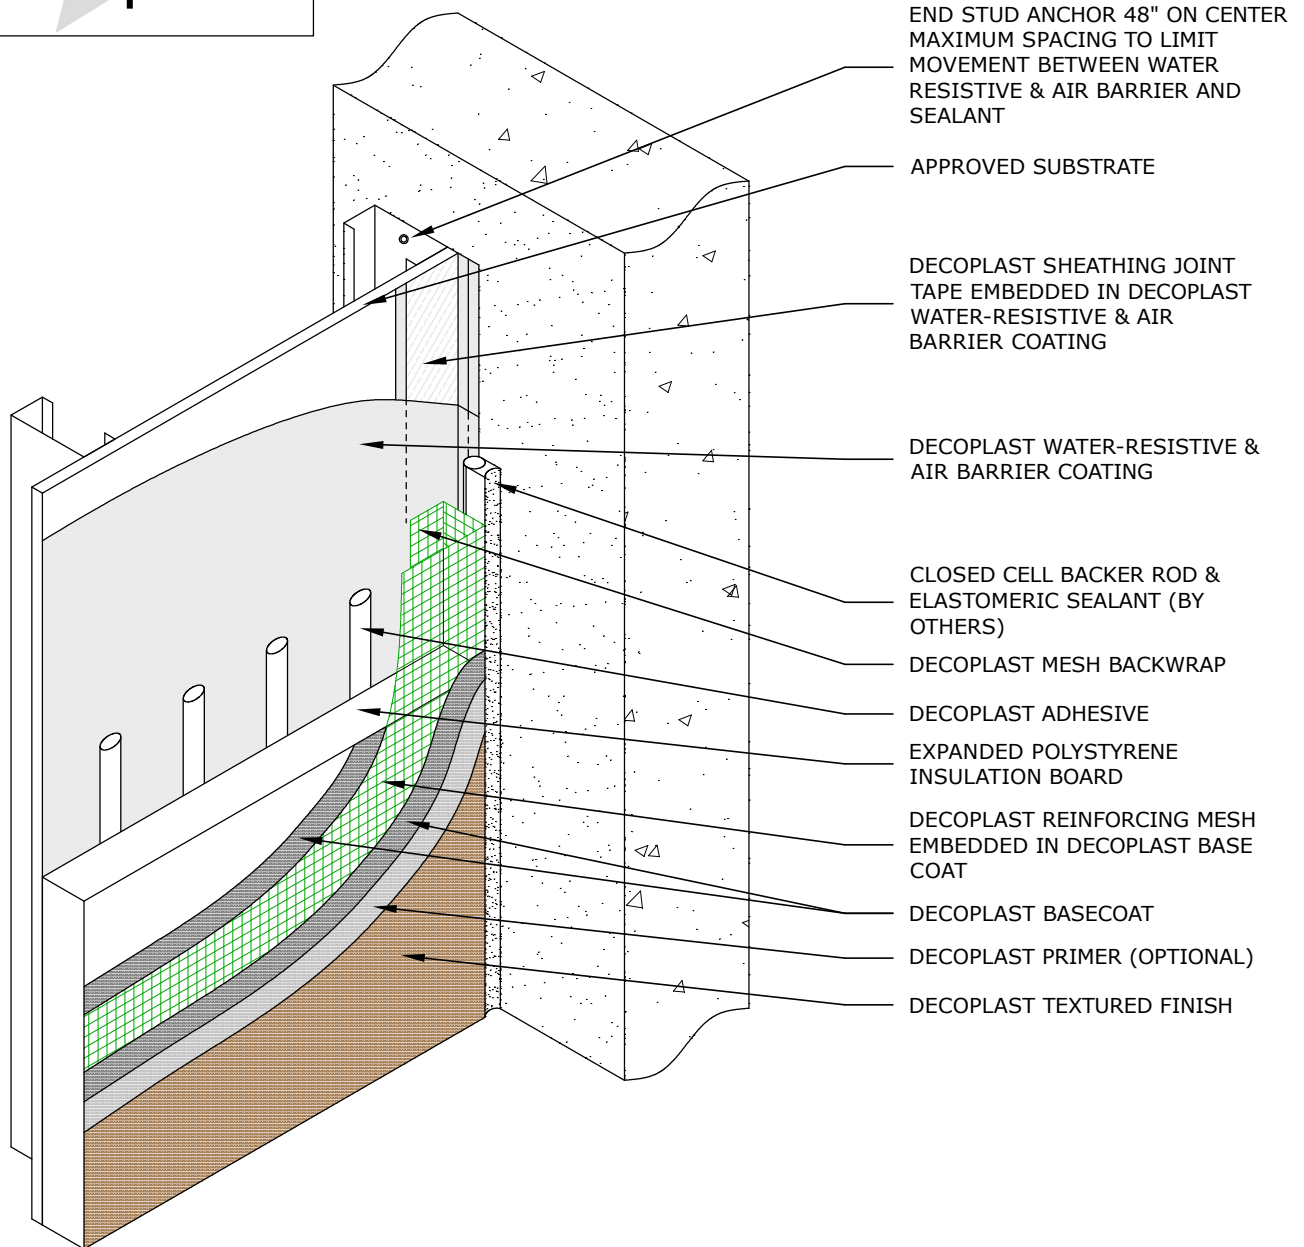 END STUD ANCHOR 48" ON CENTER
MAXIMUM SPACING TO LIMIT
MOVEMENT BETWEEN WATER
RESISTIVE & AIR BARRIER AND
SEALANT
APPROVED SUBSTRATE
DECOPLAST SHEATHING JOINT
TAPE EMBEDDED IN DECOPLAST
WATER-RESISTIVE & AIR
BARRIER COATING
DECOPLAST WATER-RESISTIVE &
AIR BARRIER COATING
CLOSED CELL BACKER ROD &
ELASTOMERIC SEALANT (BY
OTHERS)
DECOPLAST MESH BACKWRAP
DECOPLAST ADHESIVE
EXPANDED POLYSTYRENE
INSULATION BOARD
DECOPLAST REINFORCING MESH
EMBEDDED IN DECOPLAST BASE
COAT
DECOPLAST BASECOAT
DECOPLAST PRIMER (OPTIONAL)
DECOPLAST TEXTURED FINISH